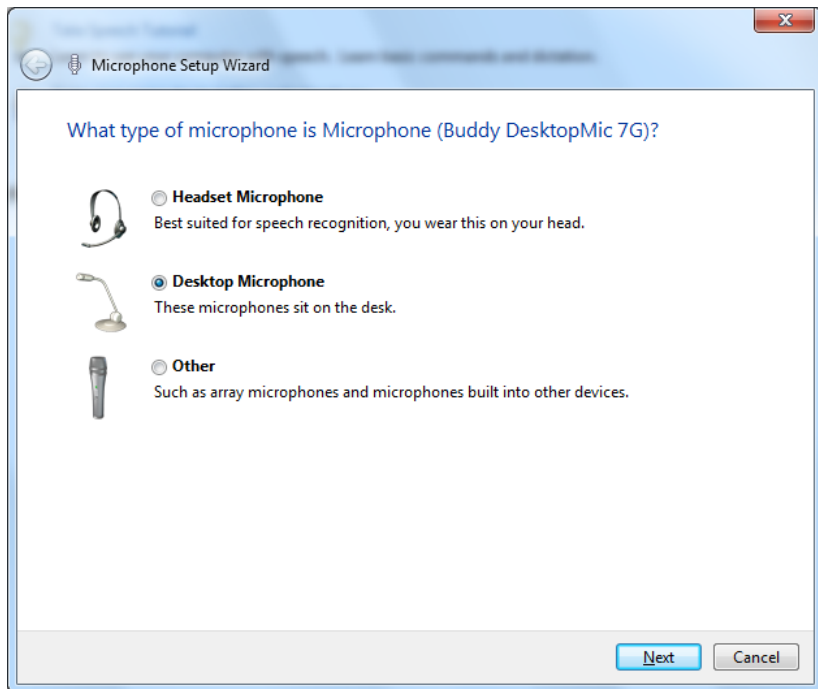 Microphone Setup Wizard
What type of microphone is Microphone (Buddy DesktopMic 7G)?
Headset Microphone
Best suited for speech recognition, you wear this on your head.
Desktop Microphone
These microphones sit on the desk.
Other
Such as array microphones and microphones built into other devices.
Next
Cancel